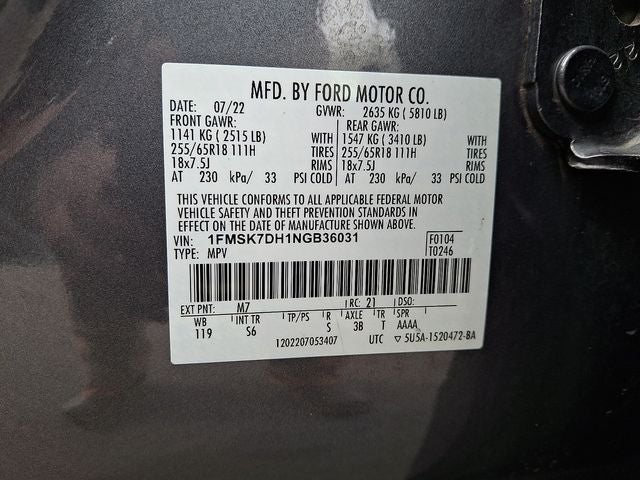 MFD. BY FORD MOTOR CO.
DATE: 07/22 GVWR: 2635 KG ( 5810 LB)
FRONT GAWR: REAR GAWR:
1141 KG ( 2515 LB) WITH 1547 KG ( 3410 LB) WITH
255/65R18 111H TIRES 255/65R18 111H TIRES
18x7.5J RIMS 18x7.5J RIMS
AT 230 kPa/ 33 PSI COLD AT 230 kPa/ 33 PSI COLD
THIS VEHICLE CONFORMS TO ALL APPLICABLE FEDERAL MOTOR
VEHICLE SAFETY AND THEFT PREVENTION STANDARDS IN
EFFECT ON THE DATE OF MANUFACTURE SHOWN ABOVE.
VIN: 1FMSK7DH1NGB36031 F0104
TYPE: MPV T0246
EXT PNT: M7 RC: 21 DSO:
WB INT TR TP/PS R AXLE TR SPR
119 S6 S 3B T AAAA
1202207053407 UTC ▽ 5U5A-1520472-BA